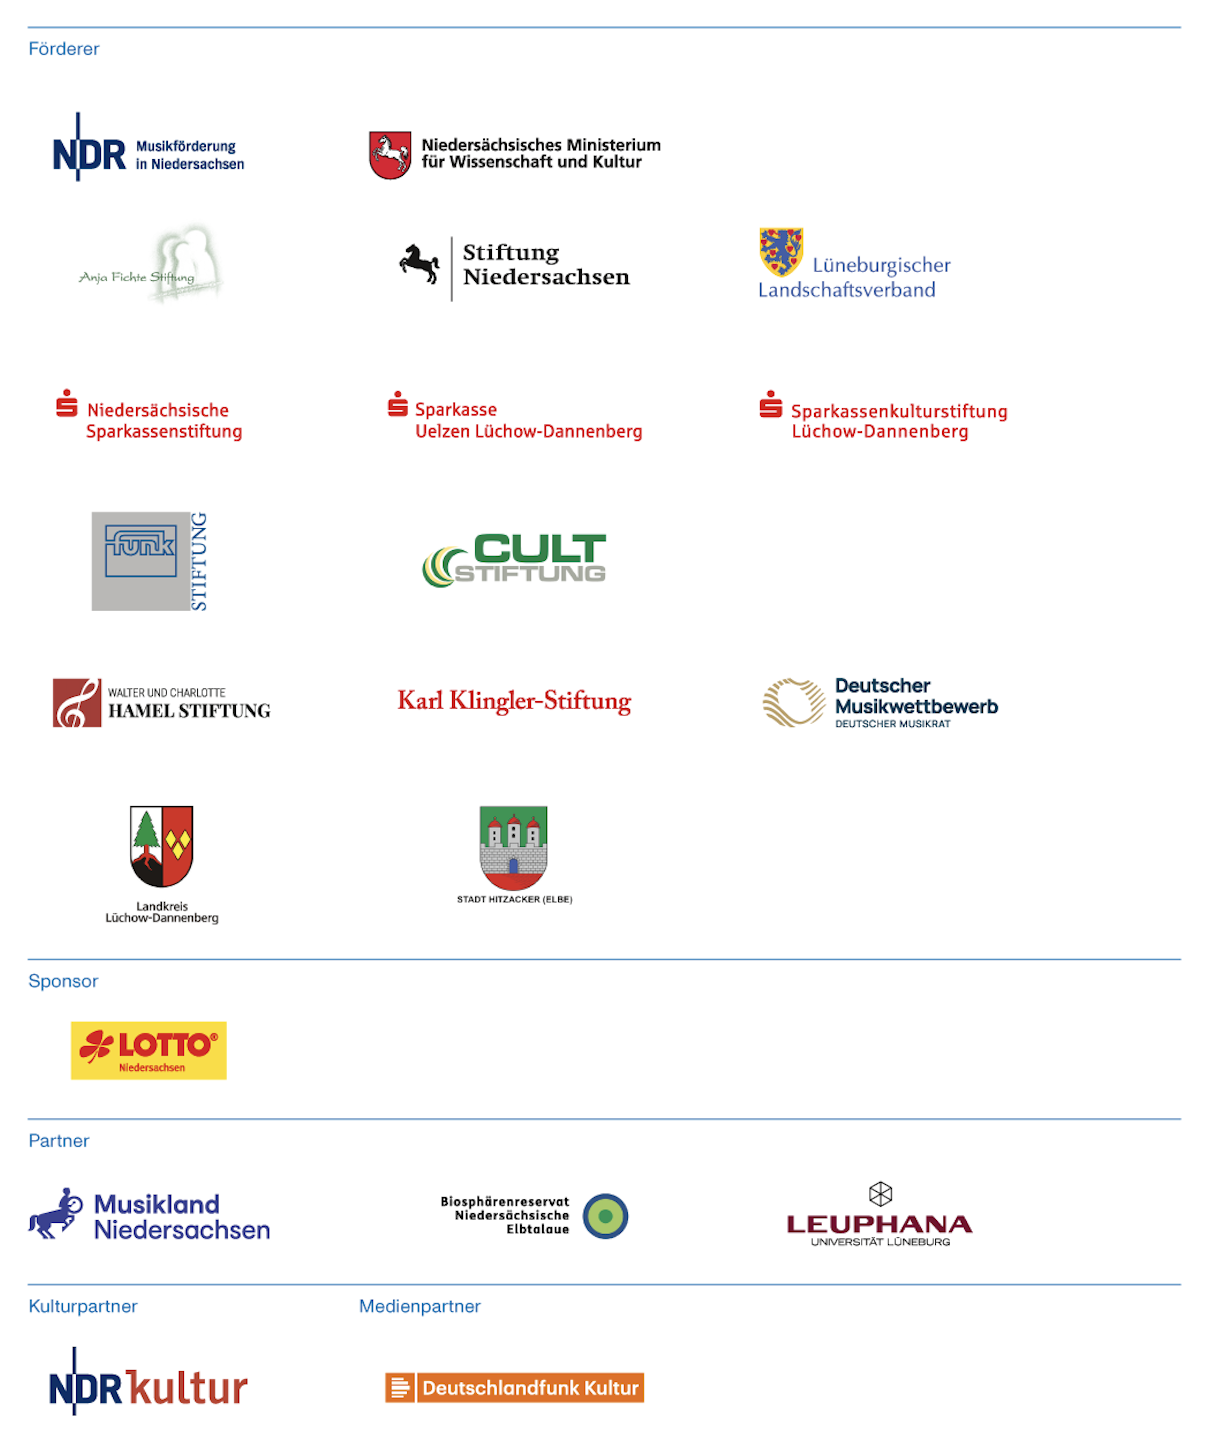 Förderer
NDR
Musikförderung
in Niedersachsen
Niedersächsisches Ministerium
für Wissenschaft und Kultur
Anja Fichte Stiftung
Stiftung
Niedersachsen
Lüneburgischer
Landschaftsverband
Niedersächsische
Sparkassenstiftung
Sparkasse
Uelzen Lüchow-Dannenberg
Sparkassenkulturstiftung
Lüchow-Dannenberg
funk
STIFTUNG
CULT
STIFTUNG
WALTER UND CHARLOTTE
HAMEL STIFTUNG
Karl Klingler-Stiftung
Deutscher
Musikwettbewerb
DEUTSCHER MUSIKRAT
Landkreis
Lüchow-Dannenberg
STADT HITZACKER (ELBE)
Sponsor
LOTTO®
Niedersachsen
Partner
Musikland
Niedersachsen
Biosphärenreservat
Niedersächsische
Elbtalaue
LEUPHANA
UNIVERSITÄT LÜNEBURG
Kulturpartner
Medienpartner
NDR kultur
Deutschlandfunk Kultur